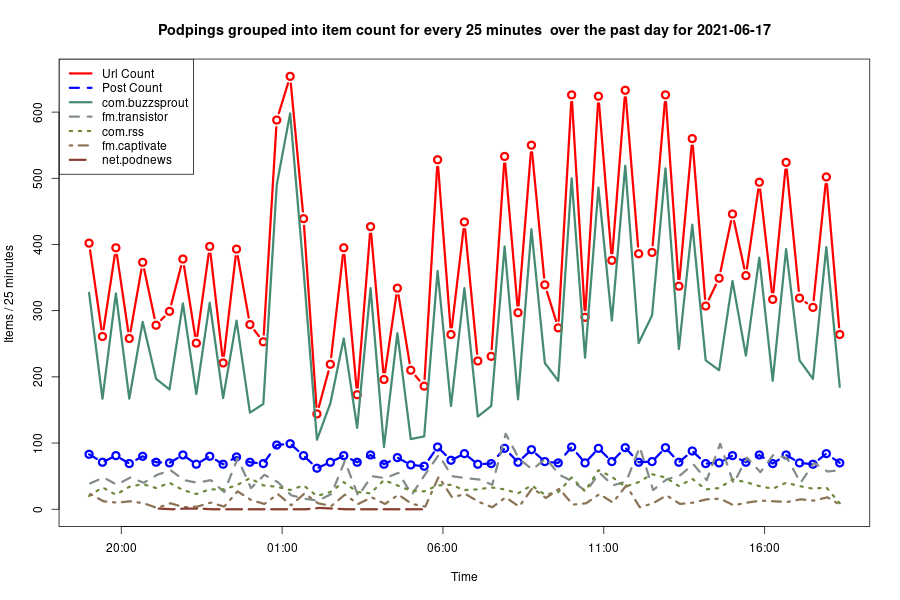 Podpings grouped into item count for every 25 minutes  over the past day for 2021-06-17
Url Count
Post Count
com.buzzsprout
fm.transistor
com.rss
fm.captivate
net.podnews
Items / 25 minutes
600
500
400
300
200
100
0
20:00 01:00 06:00 11:00 16:00
Time